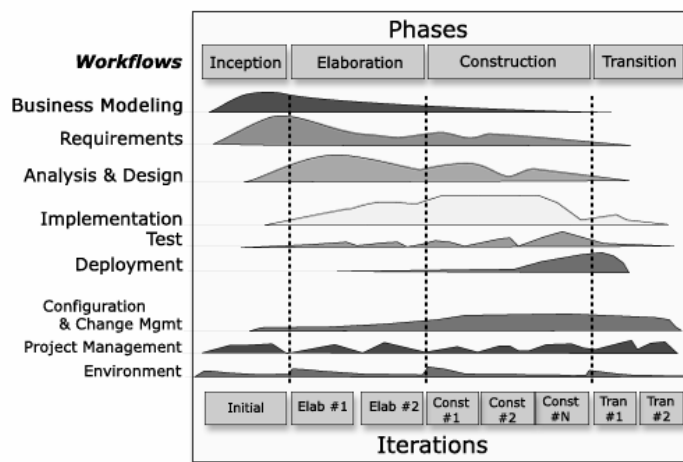 Phases
Workflows
Inception
Elaboration
Construction
Transition
Business Modeling
Requirements
Analysis & Design
Implementation
Test
Deployment
Configuration
& Change Mgmt
Project Management
Environment
Initial
Elab #1
Elab #2
Const
#1
Const
#2
Const
#N
Tran
#1
Tran
#2
Iterations